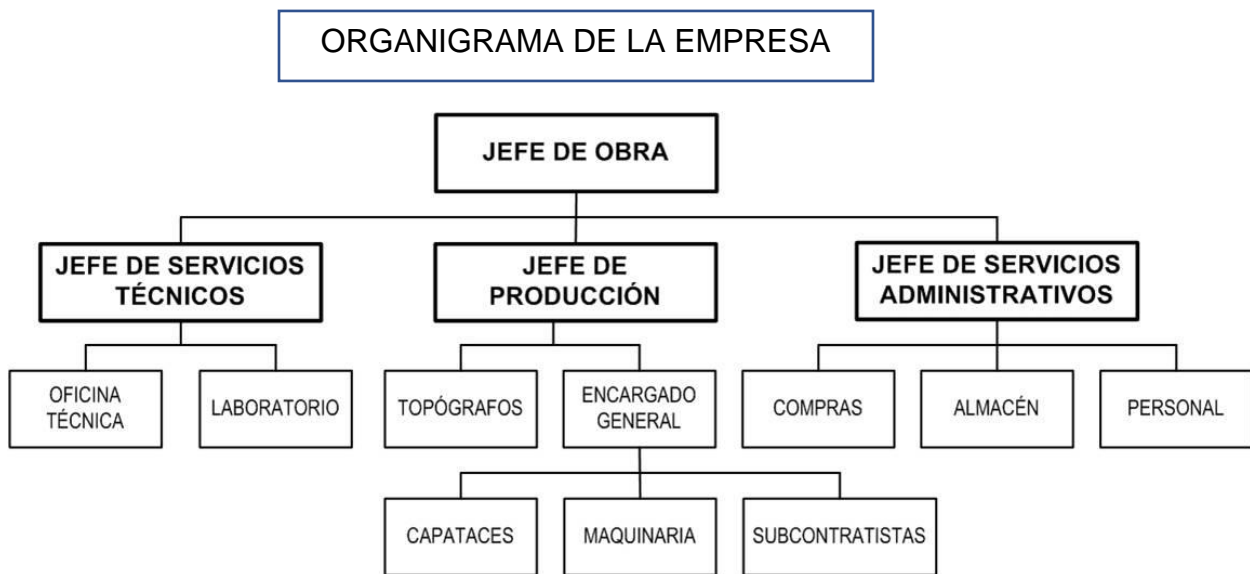 ORGANIGRAMA DE LA EMPRESA
JEFE DE OBRA
JEFE DE SERVICIOS
TÉCNICOS
JEFE DE
PRODUCCIÓN
JEFE DE SERVICIOS
ADMINISTRATIVOS
OFICINA
TÉCNICA
LABORATORIO
TOPÓGRAFOS
ENCARGADO
GENERAL
COMPRAS
ALMACÉN
PERSONAL
CAPATACES
MAQUINARIA
SUBCONTRATISTAS